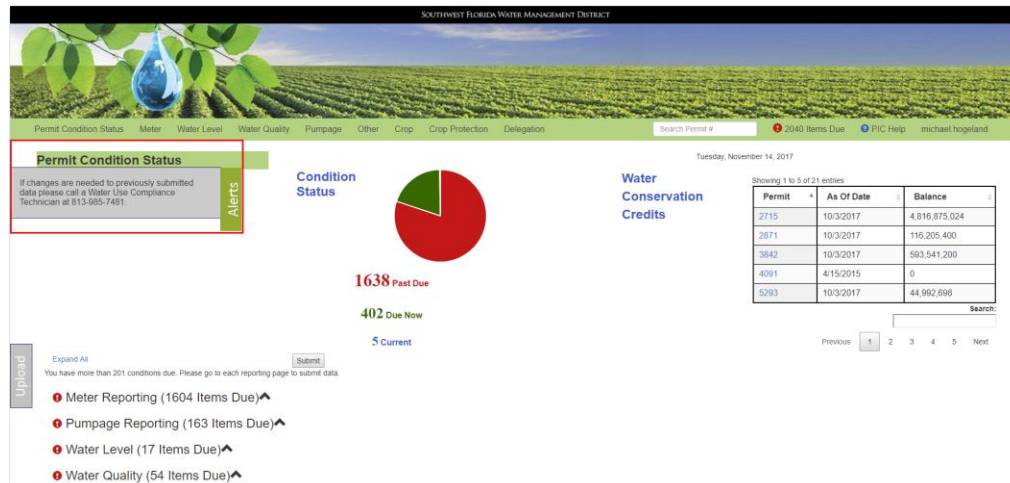 SOUTHWEST FLORIDA WATER MANAGEMENT DISTRICT
Permit Condition Status Meter Water Level Water Quality Pumpage Other Crop Crop Protection Delegation Search Permit # 2040 Items Due PIC Help michael hogeland
Permit Condition Status
If changes are needed to previously submitted
data please call a Water Use Compliance
Technician at 813-985-7481.
Alerts
Condition
Status
1638 Past Due
402 Due Now
5 Current
Tuesday, November 14, 2017
Water
Conservation
Credits
Showing 1 to 5 of 21 entries
Permit As Of Date Balance
2715 10/3/2017 4,816,875,024
2871 10/3/2017 116,205,400
3842 10/3/2017 593,541,200
4091 4/15/2015 0
5293 10/3/2017 44,992,698
Search:
Previous 1 2 3 4 5 Next
Upload
Expand All Submit
You have more than 201 conditions due. Please go to each reporting page to submit data.
Meter Reporting (1604 Items Due)
Pumpage Reporting (163 Items Due)
Water Level (17 Items Due)
Water Quality (54 Items Due)